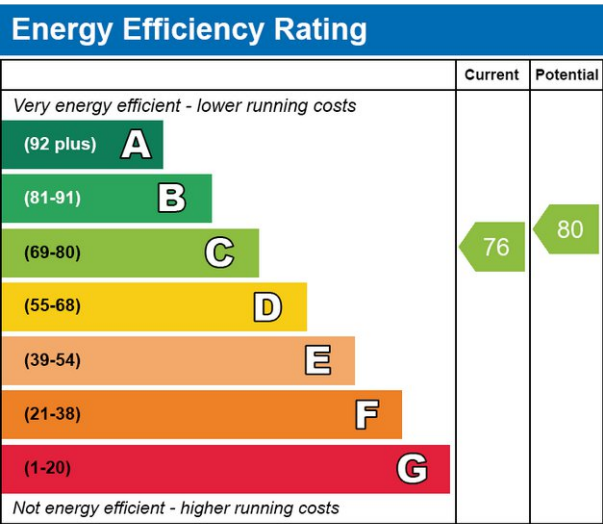 Energy Efficiency Rating
Current Potential
Very energy efficient - lower running costs
(92 plus) A
(81-91) B
(69-80) C
76
80
(55-68) D
(39-54) E
(21-38) F
(1-20) G
Not energy efficient - higher running costs